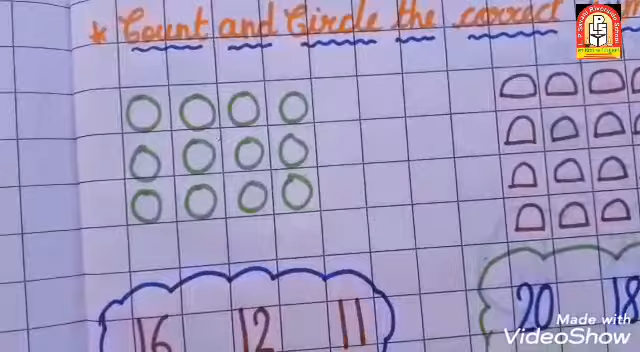 * Count and Circle the correct
16 12 11
20 18
Made with
VideoShow